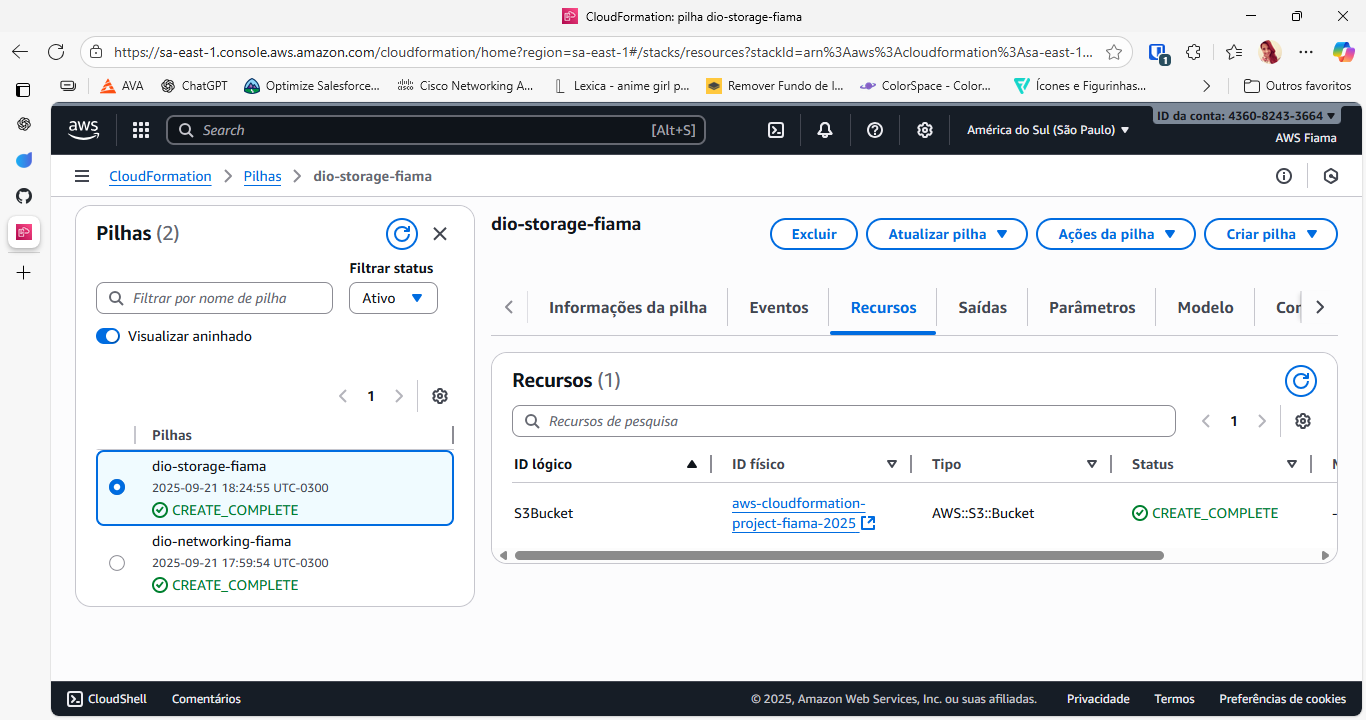 CloudFormation: pilha dio-storage-fiama
https://sa-east-1.console.aws.amazon.com/cloudformation/home?region=sa-east-1#/stacks/resources?stackId=arn%3Aaws%3Acloudformation%3Asa-east-1...
1
AVA
ChatGPT
Optimize Salesforce...
Cisco Networking A...
Lexica - anime girl p...
Remover Fundo de I...
ColorSpace - Color...
Ícones e Figurinhas...
Outros favoritos
aws
Search
[Alt+S]
América do Sul (São Paulo)
ID da conta: 4360-8243-3664
AWS Fiama
CloudFormation
Pilhas
dio-storage-fiama
Pilhas (2)
Filtrar status
Filtrar por nome de pilha
Ativo
Visualizar aninhado
1
Pilhas
dio-storage-fiama
2025-09-21 18:24:55 UTC-0300
CREATE_COMPLETE
dio-networking-fiama
2025-09-21 17:59:54 UTC-0300
CREATE_COMPLETE
dio-storage-fiama
Excluir
Atualizar pilha
Ações da pilha
Criar pilha
Informações da pilha
Eventos
Recursos
Saídas
Parâmetros
Modelo
Recursos (1)
Recursos de pesquisa
1
ID lógico
ID físico
Tipo
Status
S3Bucket
aws-cloudformation-
project-fiama-2025
AWS::S3::Bucket
CREATE_COMPLETE
-
CloudShell
Comentários
© 2025, Amazon Web Services, Inc. ou suas afiliadas.
Privacidade
Termos
Preferências de cookies